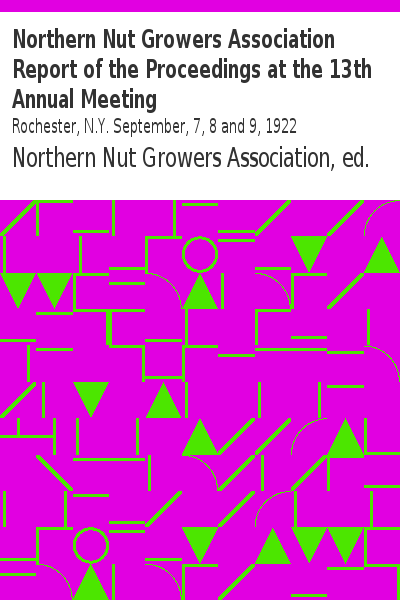 Northern Nut Growers Association
Report of the Proceedings at the 13th
Annual Meeting
Rochester, N.Y. September, 7, 8 and 9, 1922
Northern Nut Growers Association, ed.